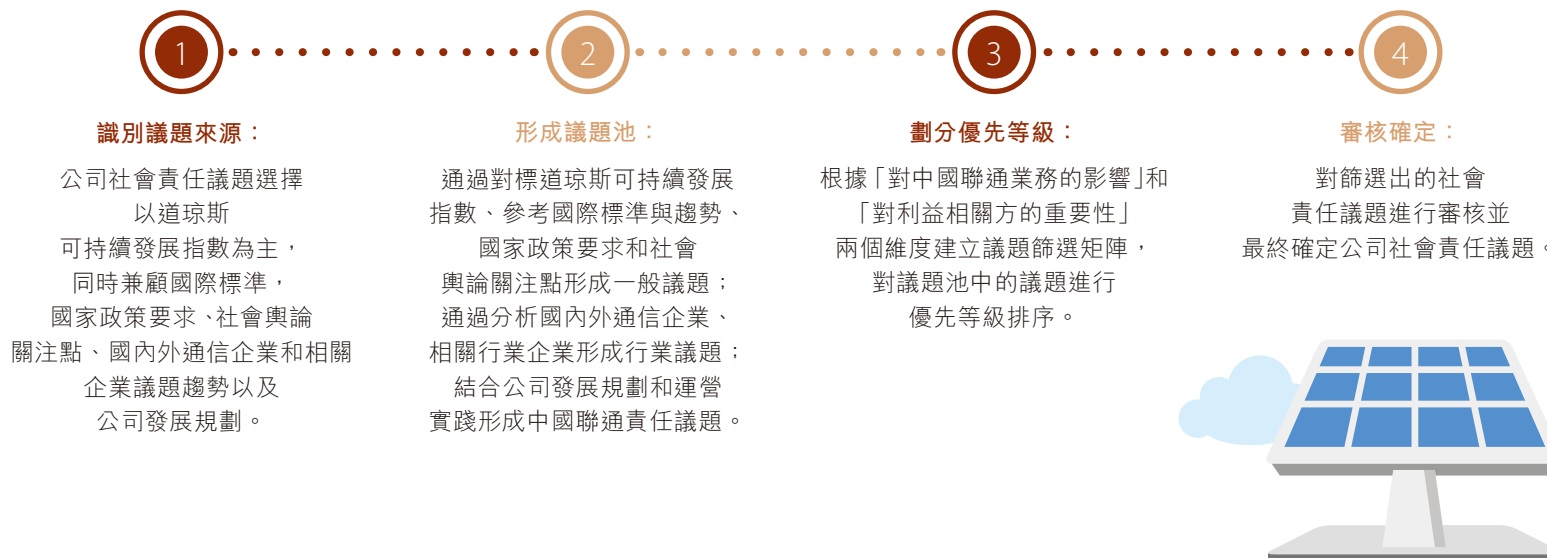 1
識別議題來源：
公司社會責任議題選擇
以道琼斯
可持續發展指數為主，
同時兼顧國際標準，
國家政策要求、社會輿論
關注點、國內外通信企業和相關
企業議題趨勢以及
公司發展規劃。
2
形成議題池：
通過對標道琼斯可持續發展
指數、參考國際標準與趨勢、
國家政策要求和社會
輿論關注點形成一般議題；
通過分析國內外通信企業、
相關行業企業形成行業議題；
結合公司發展規劃和運營
實踐形成中國聯通責任議題。
3
劃分優先等級：
根據「對中國聯通業務的影響」和
「對利益相關方的重要性」
兩個維度建立議題篩選矩陣，
對議題池中的議題進行
優先等級排序。
4
審核確定：
對篩選出的社會
責任議題進行審核並
最終確定公司社會責任議題。